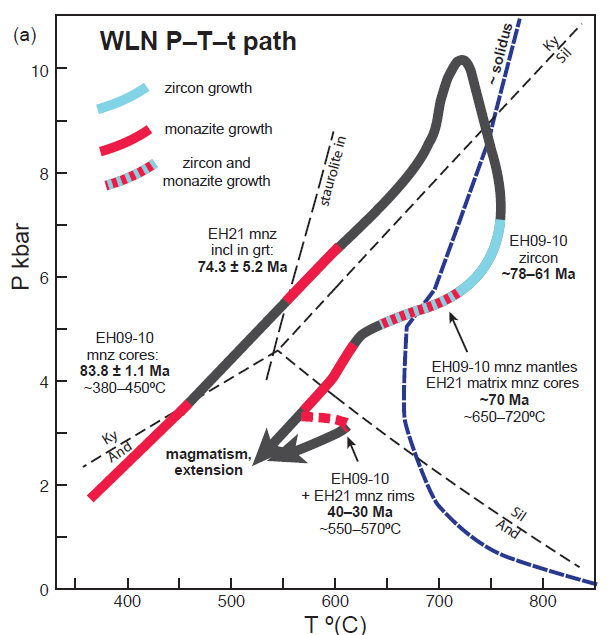 (a)
WLN P–T–t path
zircon growth
monazite growth
zircon and
monazite growth
~ solidus
Ky
Sil
staurolite in
EH21 mnz
incl in grt:
74.3 ± 5.2 Ma
EH09-10
zircon
~78–61 Ma
EH09-10
mnz cores:
83.8 ± 1.1 Ma
~380–450ºC
EH09-10 mnz mantles
EH21 matrix mnz cores
~70 Ma
~650–720ºC
Ky
And
magmatism,
extension
EH09-10
+ EH21 mnz rims
40–30 Ma
~550–570ºC
Sil
And
P kbar
10
8
6
4
2
0
400
500
600
700
800
T º(C)